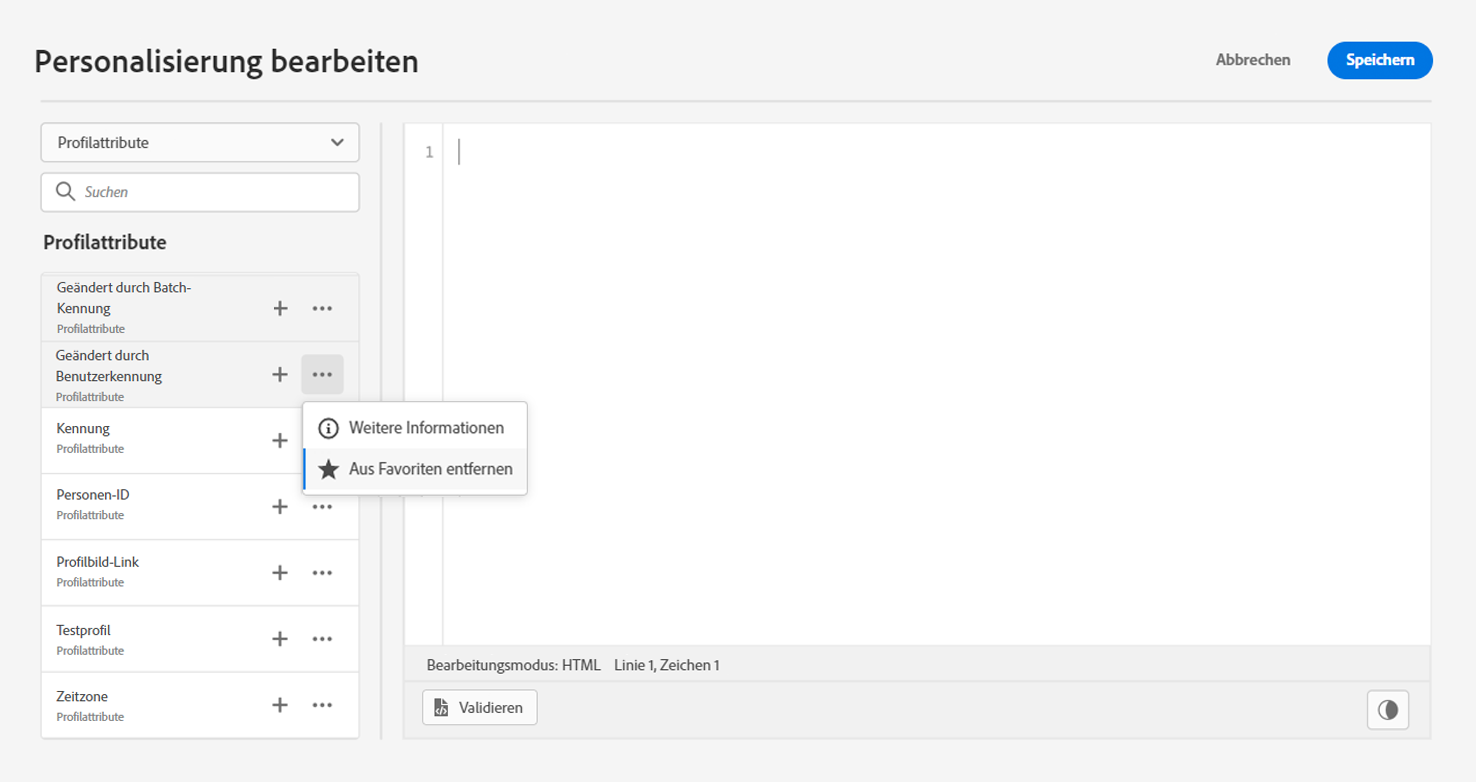 Personalisierung bearbeiten
Abbrechen
Speichern
Profilattribute
Suchen
Profilattribute
Geändert durch Batch-
Kennung
Profilattribute
Geändert durch
Benutzerkennung
Profilattribute
Kennung
Profilattribute
Weitere Informationen
Aus Favoriten entfernen
Personen-ID
Profilattribute
Profilbild-Link
Profilattribute
Testprofil
Profilattribute
Zeitzone
Profilattribute
1
Bearbeitungsmodus: HTML Linie 1, Zeichen 1
Validieren